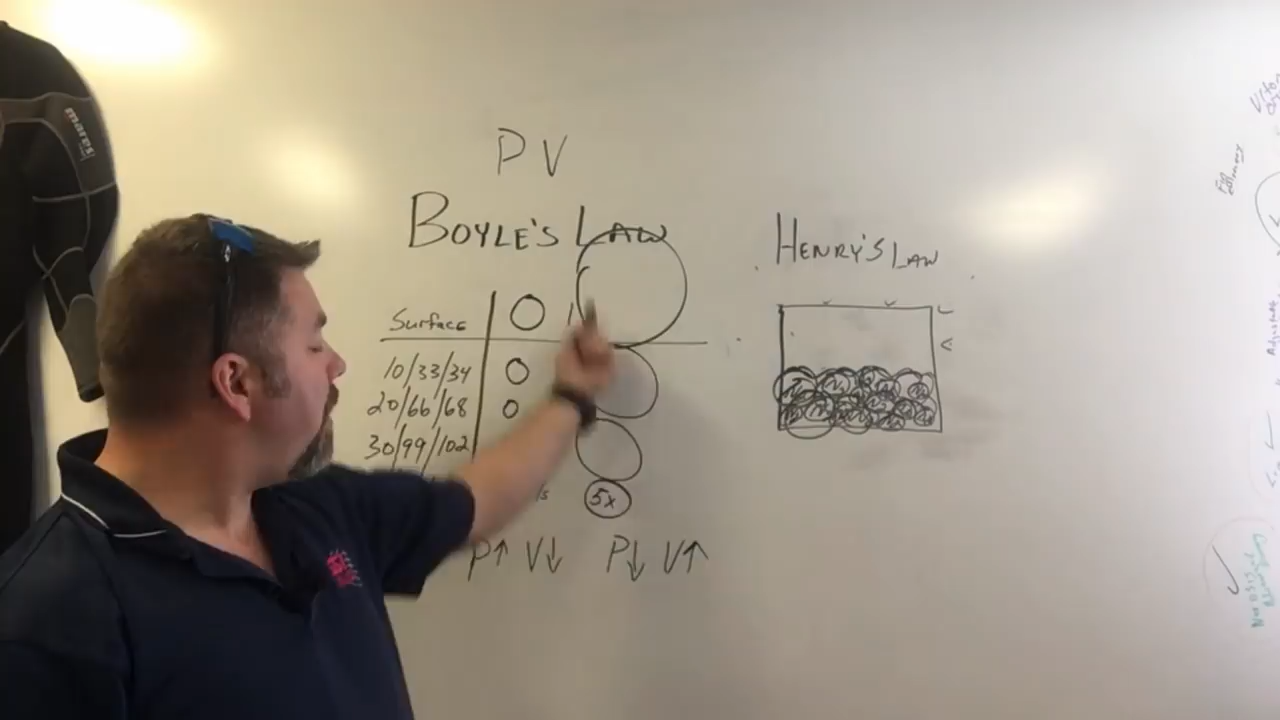 mares
PV
BOYLE'S LAW
Surface
10/33/34
20/66/68
30/99/102
5x
P↑ V↓ P↓ V↑
HENRY'S LAW